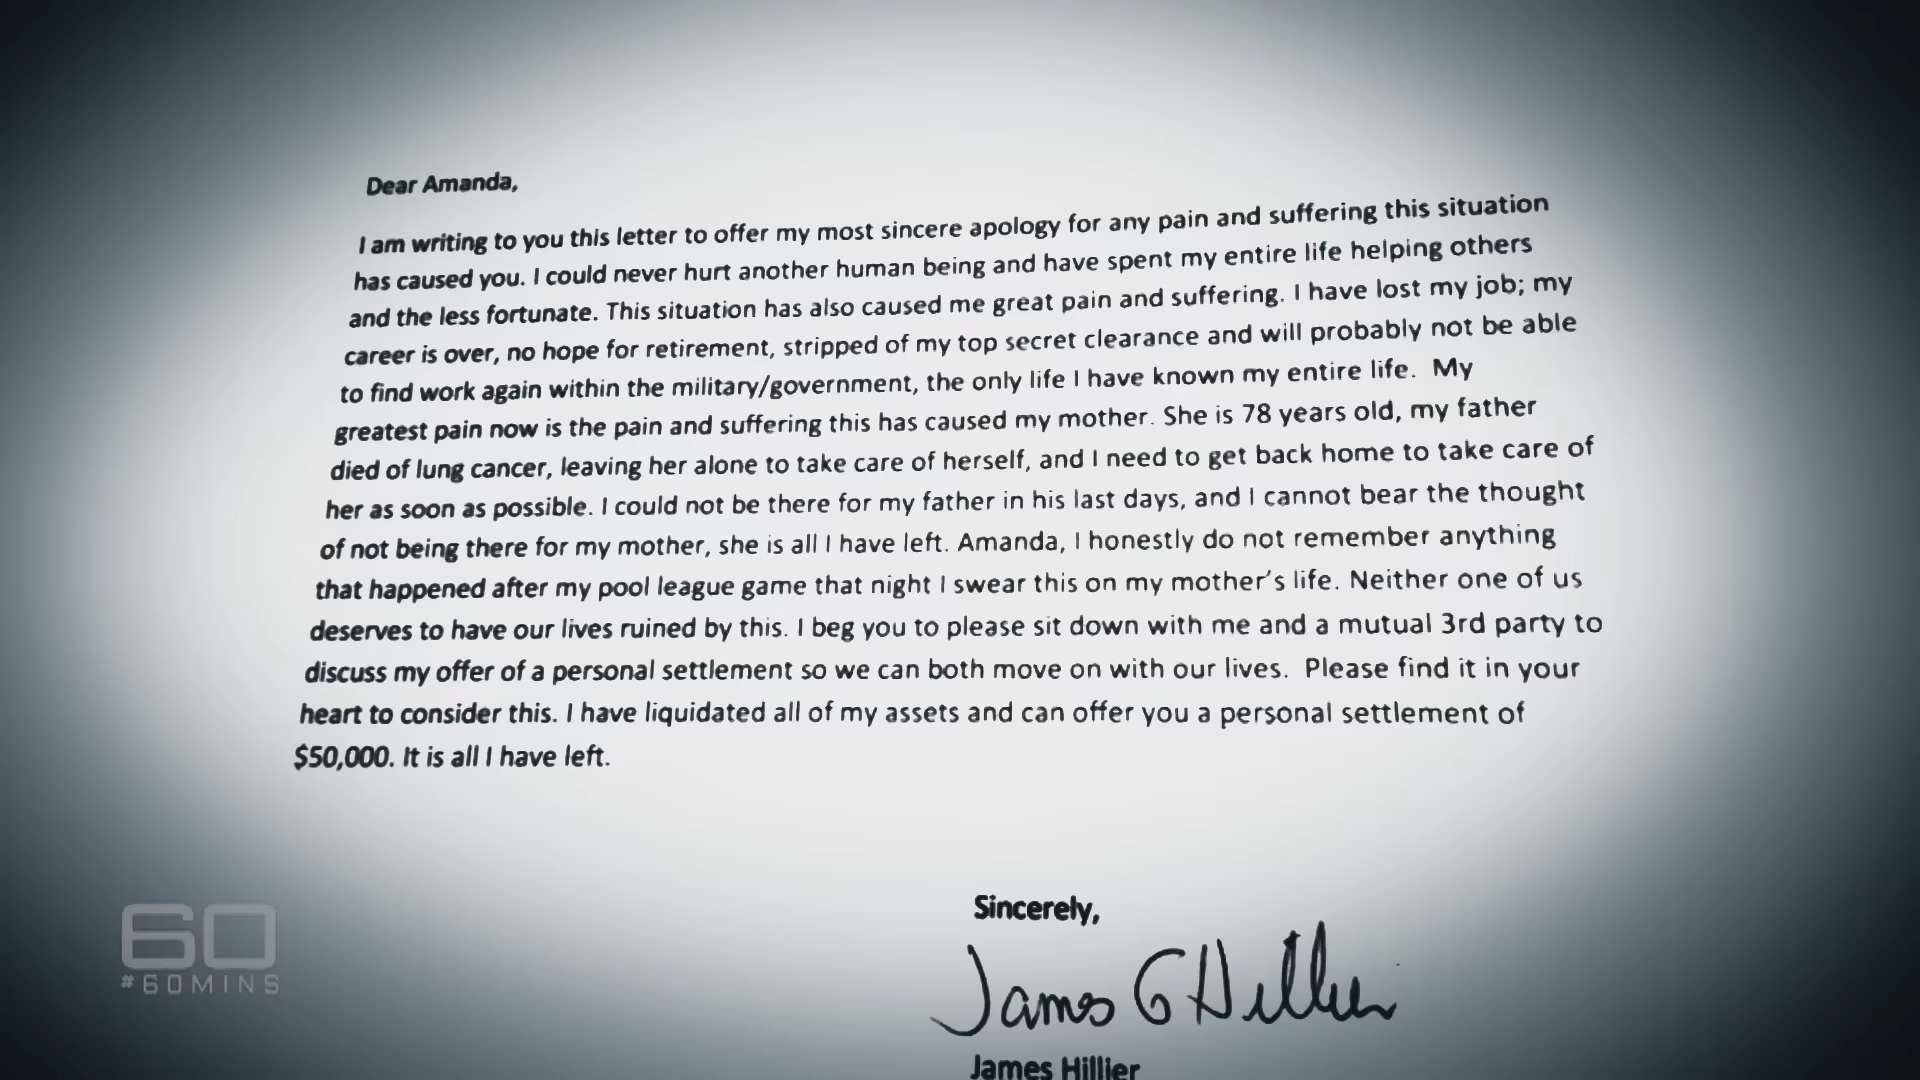 Dear Amanda,
I am writing to you this letter to offer my most sincere apology for any pain and suffering this situation
has caused you. I could never hurt another human being and have spent my entire life helping others
and the less fortunate. This situation has also caused me great pain and suffering. I have lost my job; my
career is over, no hope for retirement, stripped of my top secret clearance and will probably not be able
to find work again within the military/government, the only life I have known my entire life.  My
greatest pain now is the pain and suffering this has caused my mother. She is 78 years old, my father
died of lung cancer, leaving her alone to take care of herself, and I need to get back home to take care of
her as soon as possible. I could not be there for my father in his last days, and I cannot bear the thought
of not being there for my mother, she is all I have left. Amanda, I honestly do not remember anything
that happened after my pool league game that night I swear this on my mother's life. Neither one of us
deserves to have our lives ruined by this. I beg you to please sit down with me and a mutual 3rd party to
discuss my offer of a personal settlement so we can both move on with our lives.  Please find it in your
heart to consider this. I have liquidated all of my assets and can offer you a personal settlement of
$50,000. It is all I have left.
Sincerely,
James G Hillier
James Hillier
60
#60MINS